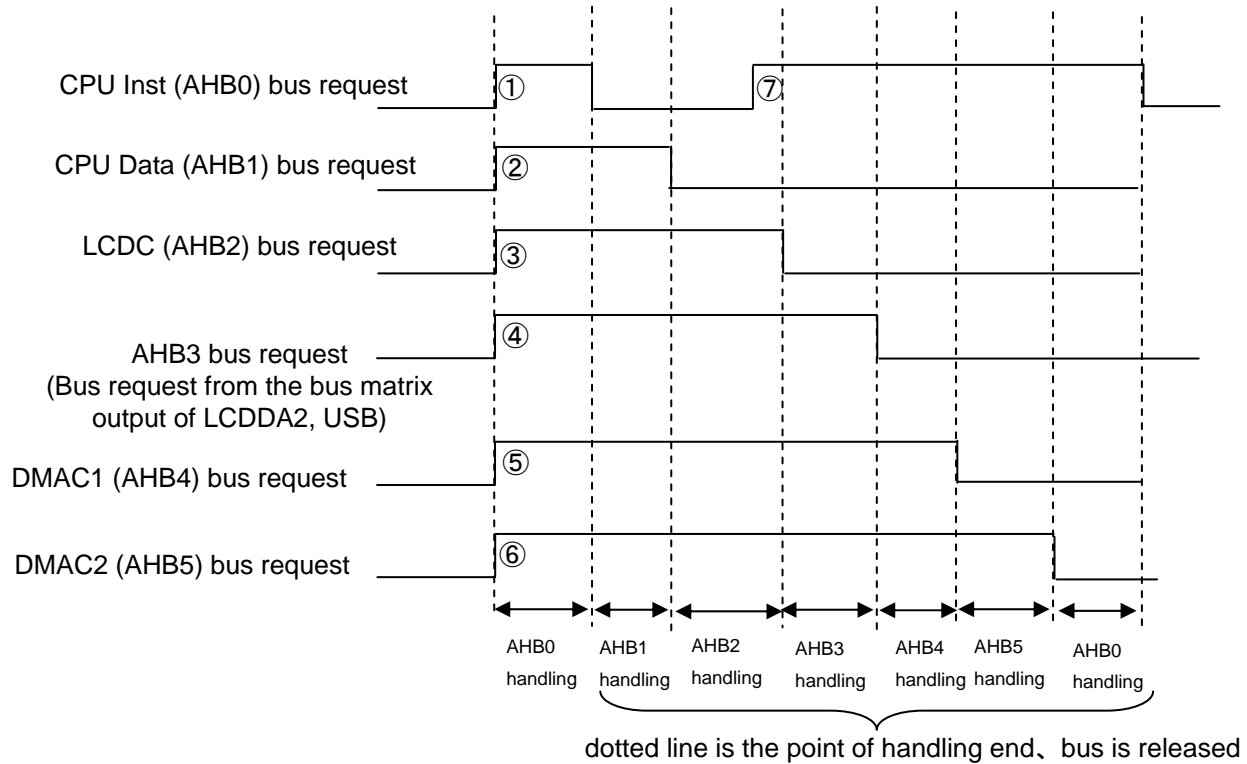 CPU Inst (AHB0) bus request
①
⑦
CPU Data (AHB1) bus request
②
LCDC (AHB2) bus request
③
AHB3 bus request
(Bus request from the bus matrix
output of LCDDA2, USB)
④
DMAC1 (AHB4) bus request
⑤
DMAC2 (AHB5) bus request
⑥
AHB0
handling
AHB1
handling
AHB2
handling
AHB3
handling
AHB4
handling
AHB5
handling
AHB0
handling
dotted line is the point of handling end、bus is released